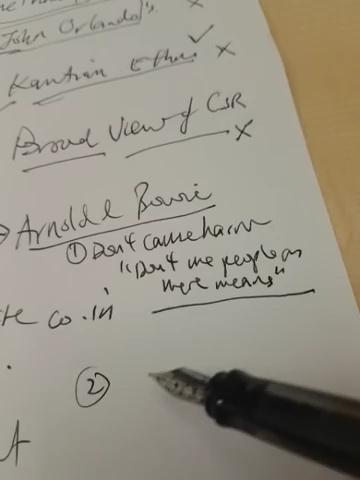 John Orlando's
Kantian Ethics
Broad View of CSR
Arnold & Bowie
① Don't cause harm
"Don't use people as
mere means"
co. in
②